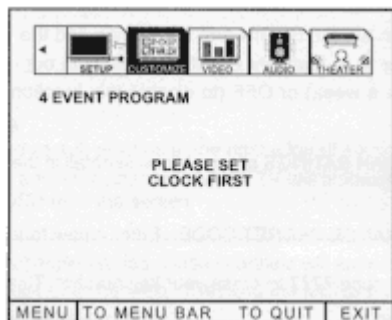 SETUP CUSTOMIZE VIDEO AUDIO THEATER
4 EVENT PROGRAM
PLEASE SET
CLOCK FIRST
MENU TO MENU BAR TO QUIT EXIT